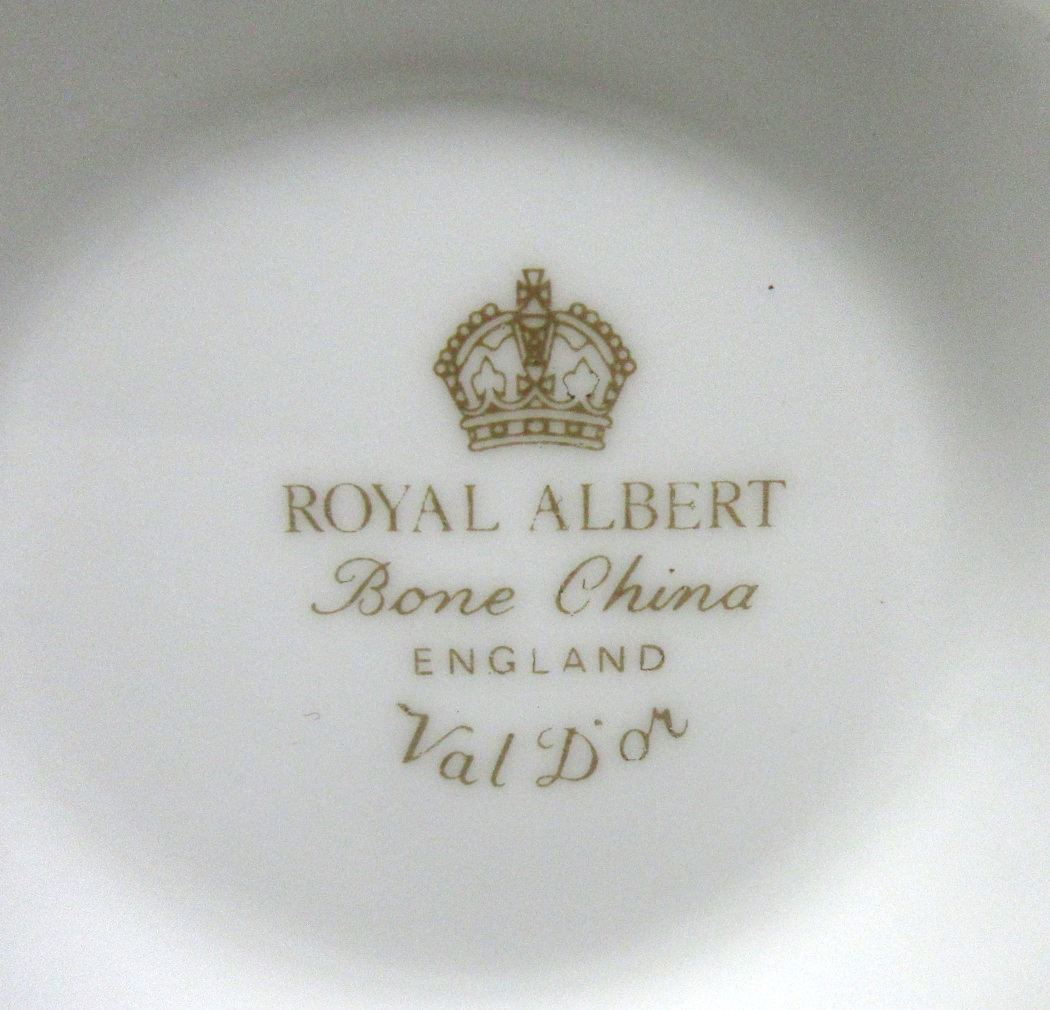 ROYAL ALBERT
Bone China
ENGLAND
Val D'or